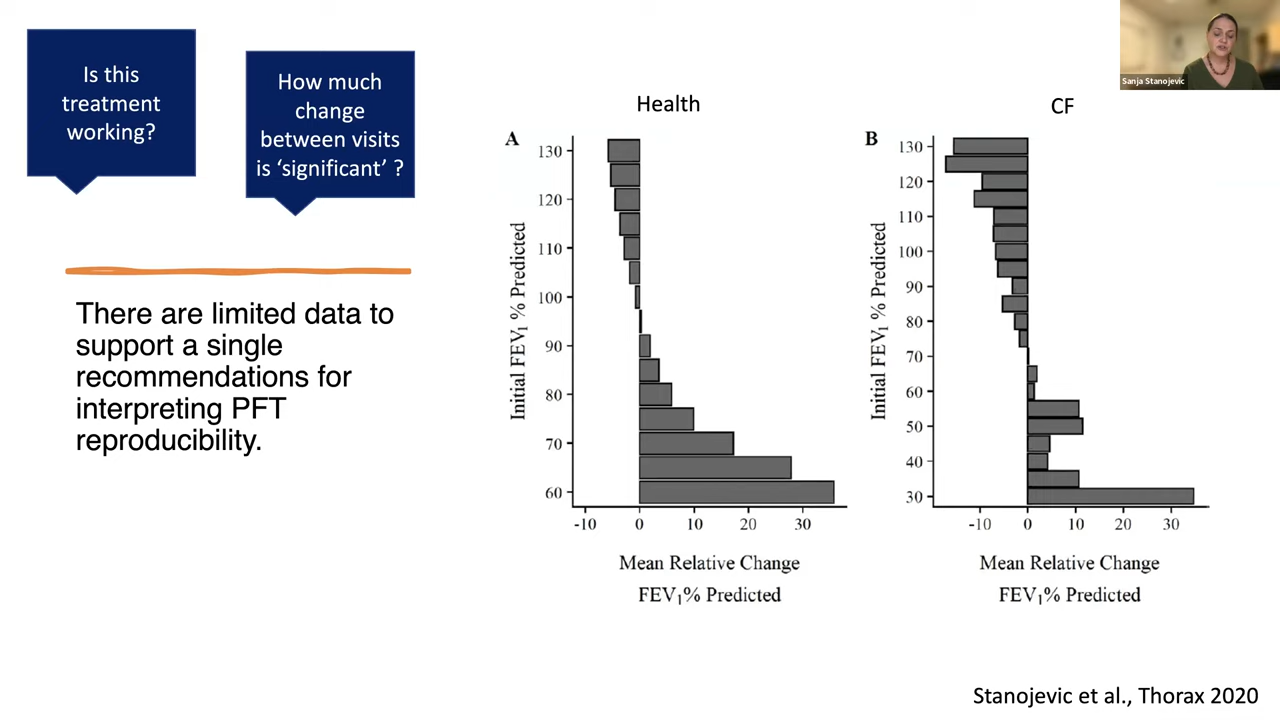 Is this
treatment
working?
How much
change
between visits
is ‘significant’ ?
There are limited data to
support a single
recommendations for
interpreting PFT
reproducibility.
Health
A
Initial FEV₁ % Predicted
130
120
110
100
90
80
70
60
-10 0 10 20 30
Mean Relative Change
FEV₁% Predicted
CF
B
Initial FEV₁ % Predicted
130
120
110
100
90
80
70
60
50
40
30
-10 0 10 20 30
Mean Relative Change
FEV₁% Predicted
Sanja Stanojevic
Stanojevic et al., Thorax 2020